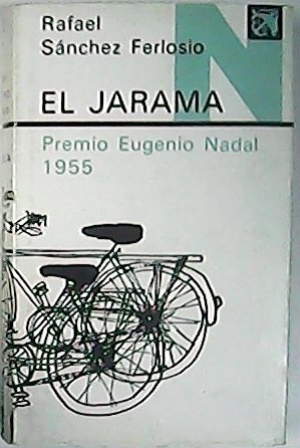 Rafael
Sánchez Ferlosio
N
EL JARAMA
Premio Eugenio Nadal
1955